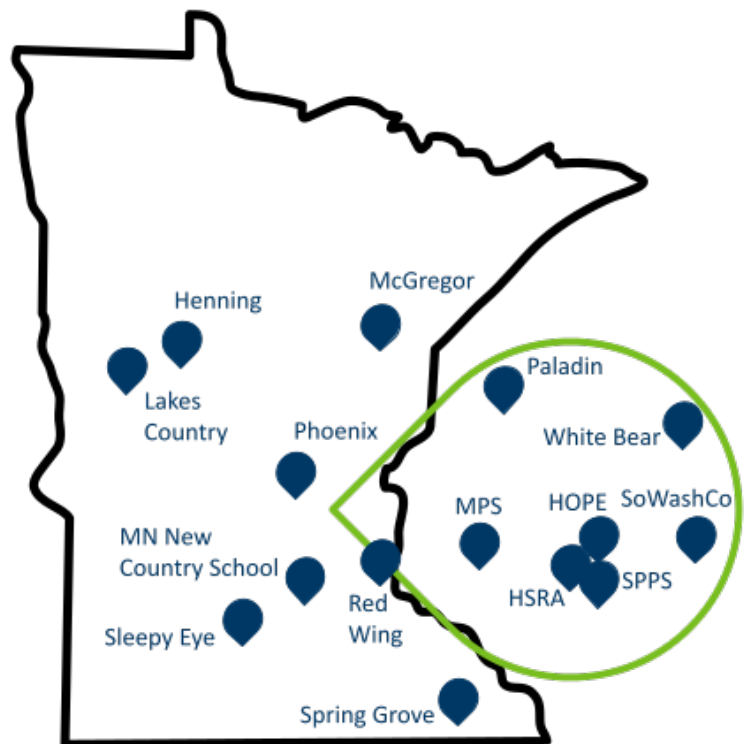 McGregor
Henning
Paladin
Lakes
Country
Phoenix
White Bear
MPS
HOPE
SoWashCo
MN New
Country School
HSRA
SPPS
Red
Wing
Sleepy Eye
Spring Grove